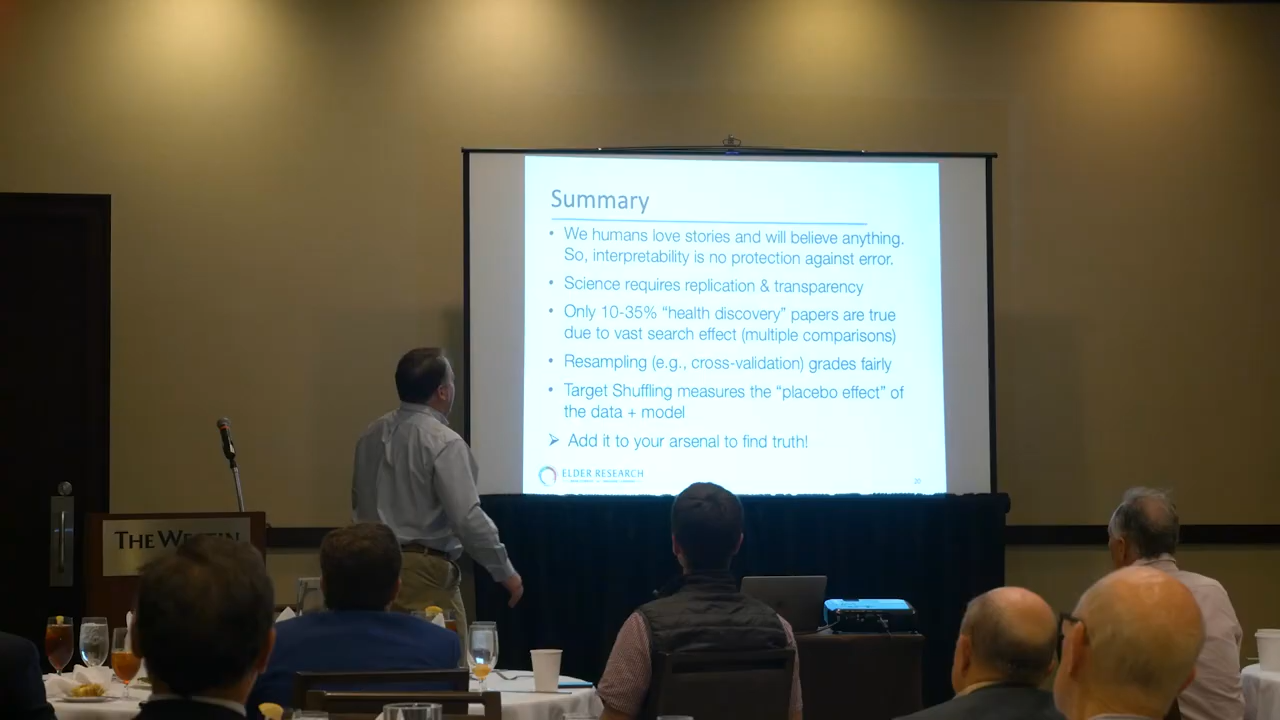 Summary
• We humans love stories and will believe anything.
So, interpretability is no protection against error.
• Science requires replication & transparency
• Only 10-35% “health discovery” papers are true
due to vast search effect (multiple comparisons)
• Resampling (e.g., cross-validation) grades fairly
• Target Shuffling measures the “placebo effect” of
the data + model
➢ Add it to your arsenal to find truth!
ELDER RESEARCH
20
THE WESTIN